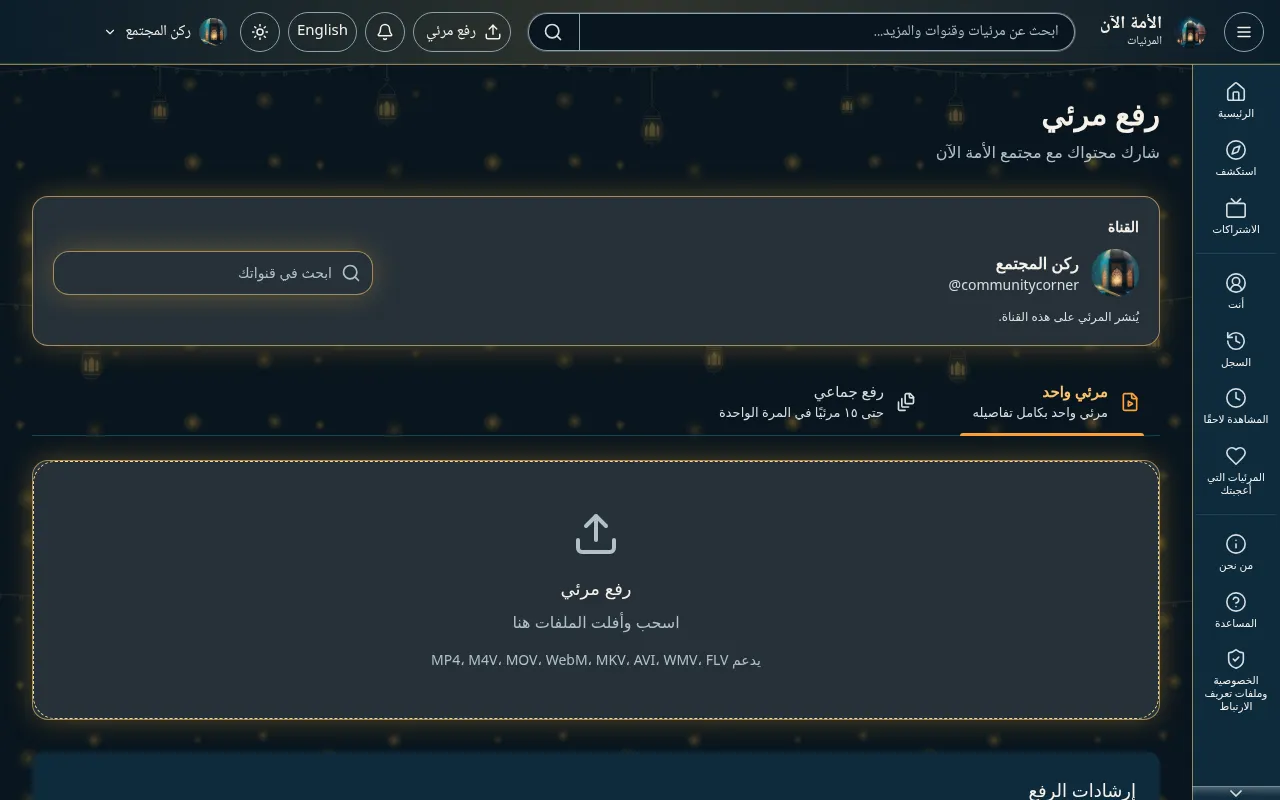 الأمة الآن
المرئيات
ابحث عن مرئيات وقنوات والمزيد...
رفع مرئي
English
ركن المجتمع
الرئيسية
استكشف
الاشتراكات
أنت
السجل
المشاهدة لاحقًا
المرئيات التي
أعجبتك
من نحن
المساعدة
الخصوصية
وملفات تعريف
الارتباط
رفع مرئي
شارك محتواك مع مجتمع الأمة الآن
القناة
ركن المجتمع
@communitycorner
يُنشر المرئي على هذه القناة.
ابحث في قنواتك
مرئي واحد
مرئي واحد بكامل تفاصيله
رفع جماعي
حتى ١٥ مرئيًا في المرة الواحدة
رفع مرئي
اسحب وأفلت الملفات هنا
يدعم MP4، M4V، MOV، WebM، MKV، AVI، WMV، FLV
إرشادات الرفع